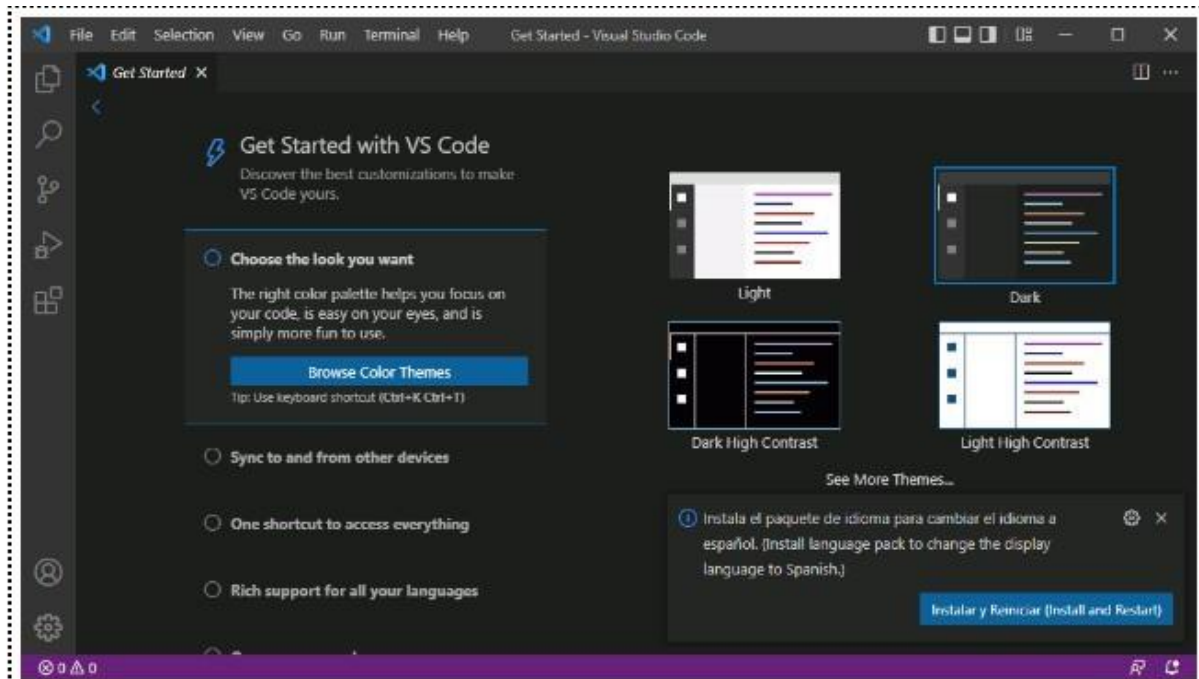 File Edit Selection View Go Run Terminal Help Get Started - Visual Studio Code
Get Started
Get Started with VS Code
Discover the best customizations to make
VS Code yours.
Choose the look you want
The right color palette helps you focus on
your code, is easy on your eyes, and is
simply more fun to use.
Browse Color Themes
Tip: Use keyboard shortcut (Ctrl+K Ctrl+T)
Sync to and from other devices
One shortcut to access everything
Rich support for all your languages
Light
Dark
Dark High Contrast
Light High Contrast
See More Themes...
Instala el paquete de idioma para cambiar el idioma a
español. (Install language pack to change the display
language to Spanish.)
Instalar y Reiniciar (Install and Restart)
0 0